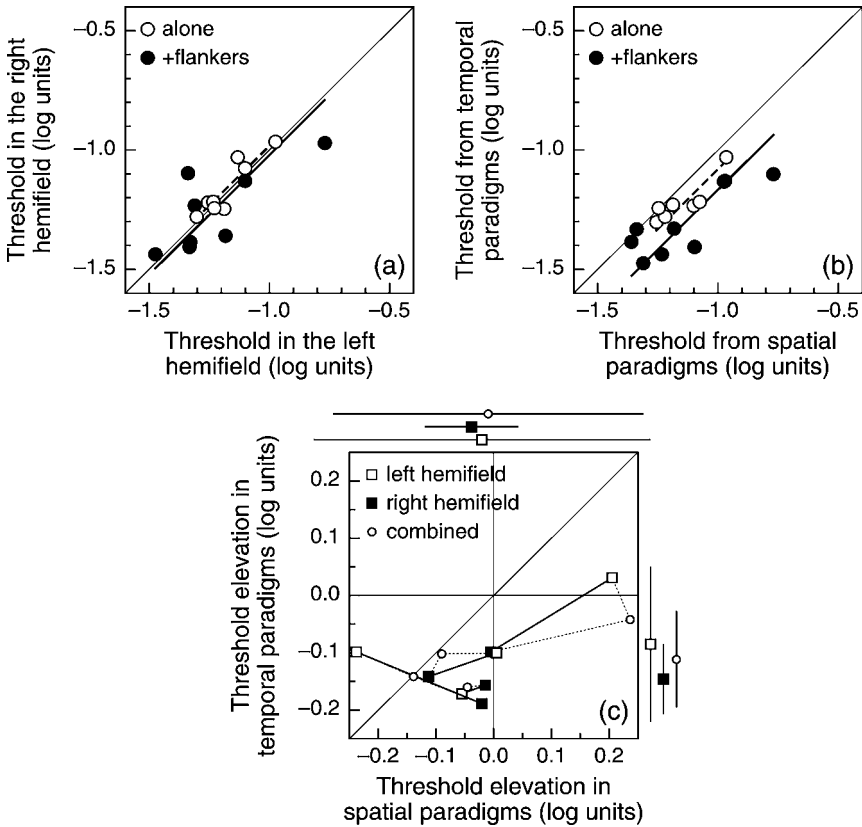 Threshold in the right
hemifield (log units)
−0.5
−1.0
−1.5
alone
+flankers
(a)
−1.5 −1.0 −0.5
Threshold in the left
hemifield (log units)
Threshold from temporal
paradigms (log units)
−0.5
−1.0
−1.5
alone
+flankers
(b)
−1.5 −1.0 −0.5
Threshold from spatial
paradigms (log units)
Threshold elevation in
temporal paradigms (log units)
0.2
0.1
0.0
−0.1
−0.2
left hemifield
right hemifield
combined
(c)
−0.2 −0.1 0.0 0.1 0.2
Threshold elevation in
spatial paradigms (log units)